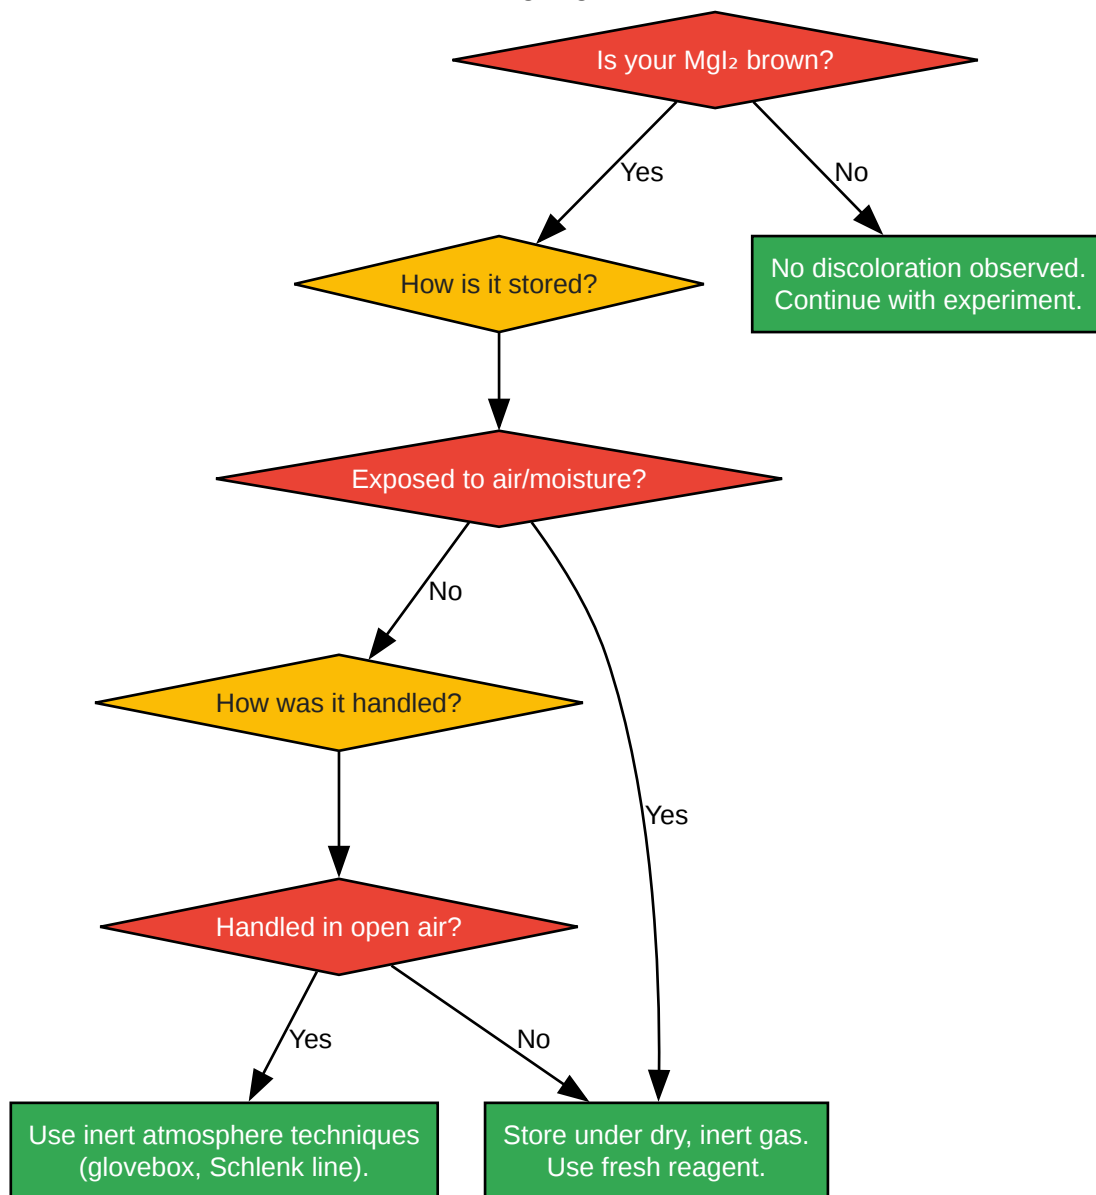 Is your MgI₂ brown?
Yes
No
How is it stored?
No discoloration observed.
Continue with experiment.
Exposed to air/moisture?
No
How was it handled?
Yes
Handled in open air?
Yes
No
Use inert atmosphere techniques
(glovebox, Schlenk line).
Store under dry, inert gas.
Use fresh reagent.